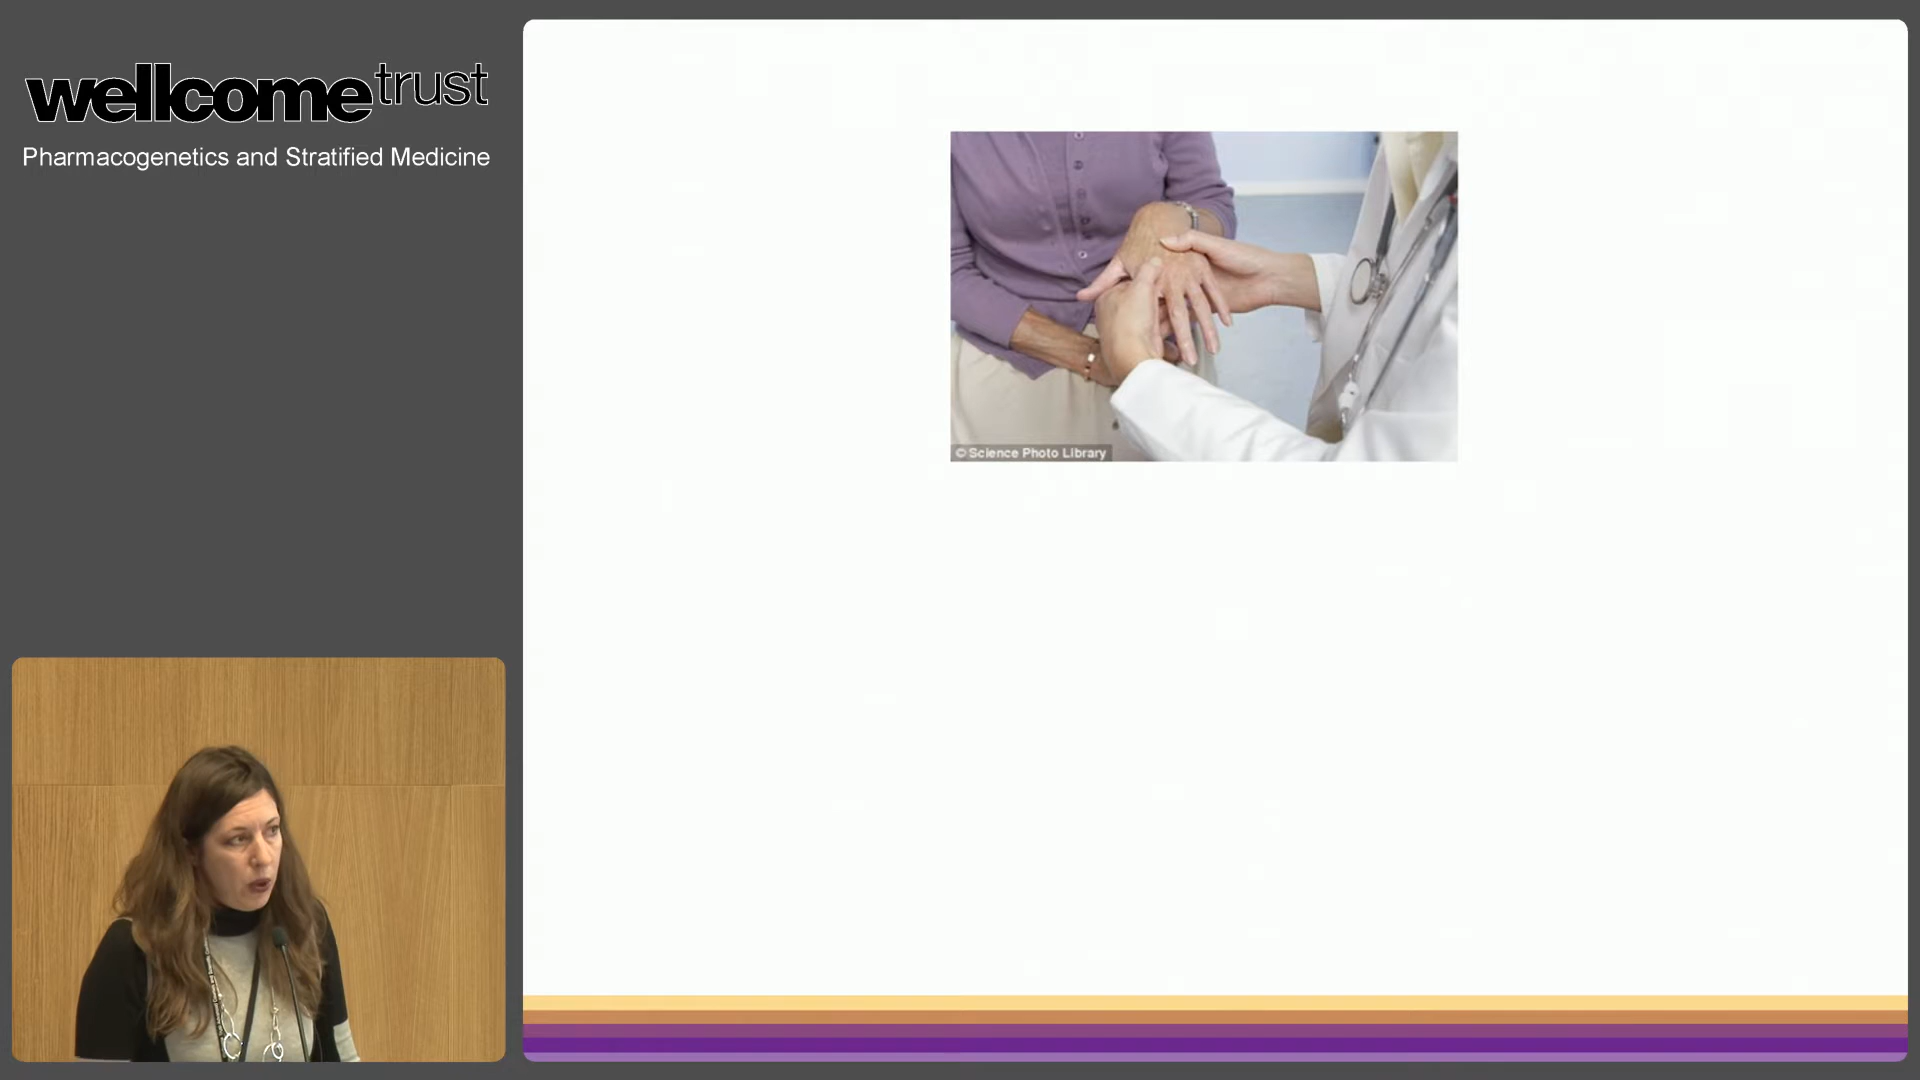 wellcome trust
Pharmacogenetics and Stratified Medicine
© Science Photo Library